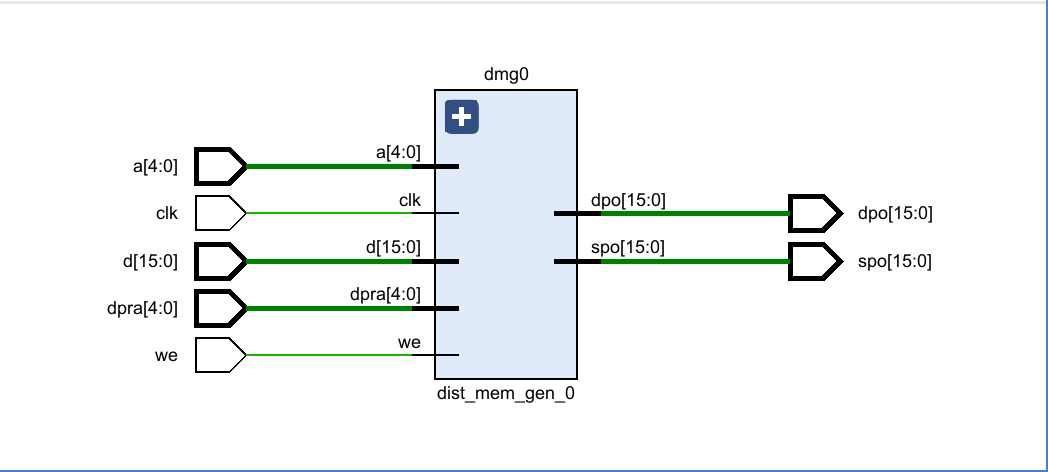 dmg0
a[4:0]
a[4:0]
clk
clk
dpo[15:0]
dpo[15:0]
d[15:0]
d[15:0]
spo[15:0]
spo[15:0]
dpra[4:0]
dpra[4:0]
we
we
dist_mem_gen_0